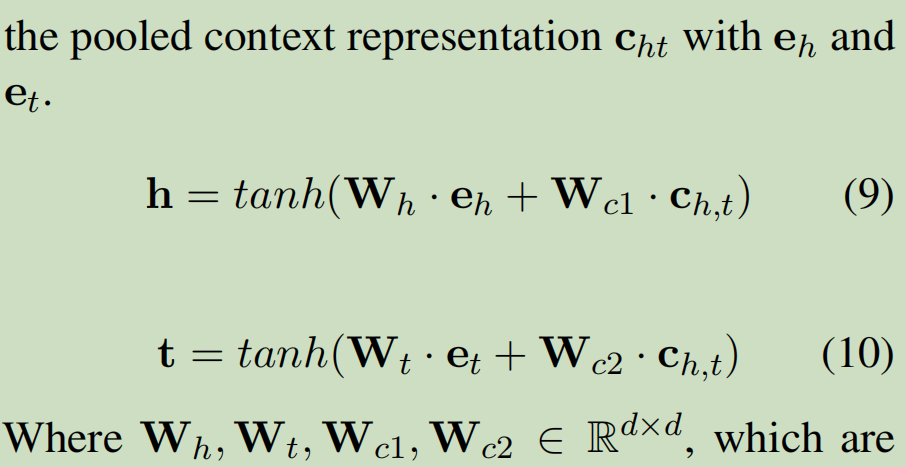 the pooled context representation c_{ht} with e_h and
e_t.
h = tanh(W_h · e_h + W_{c1} · c_{h,t}) (9)
t = tanh(W_t · e_t + W_{c2} · c_{h,t}) (10)
Where W_h, W_t, W_{c1}, W_{c2} ∈ ℝ^{d×d}, which are